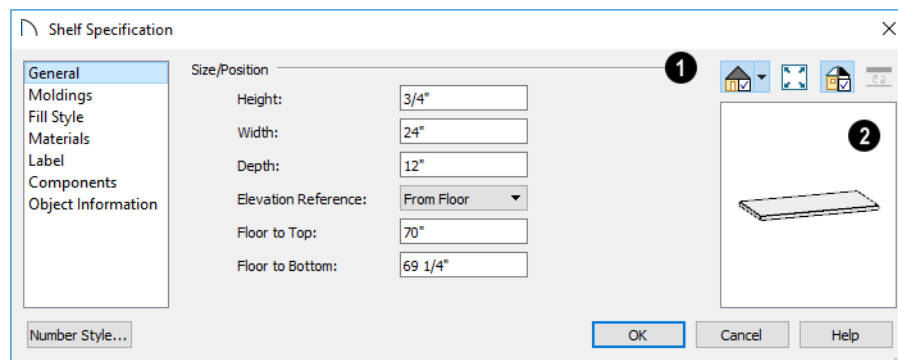 Shelf Specification
General
Moldings
Fill Style
Materials
Label
Components
Object Information
Size/Position
Height: 3/4"
Width: 24"
Depth: 12"
Elevation Reference: From Floor
Floor to Top: 70"
Floor to Bottom: 69 1/4"
1
2
Number Style... OK Cancel Help